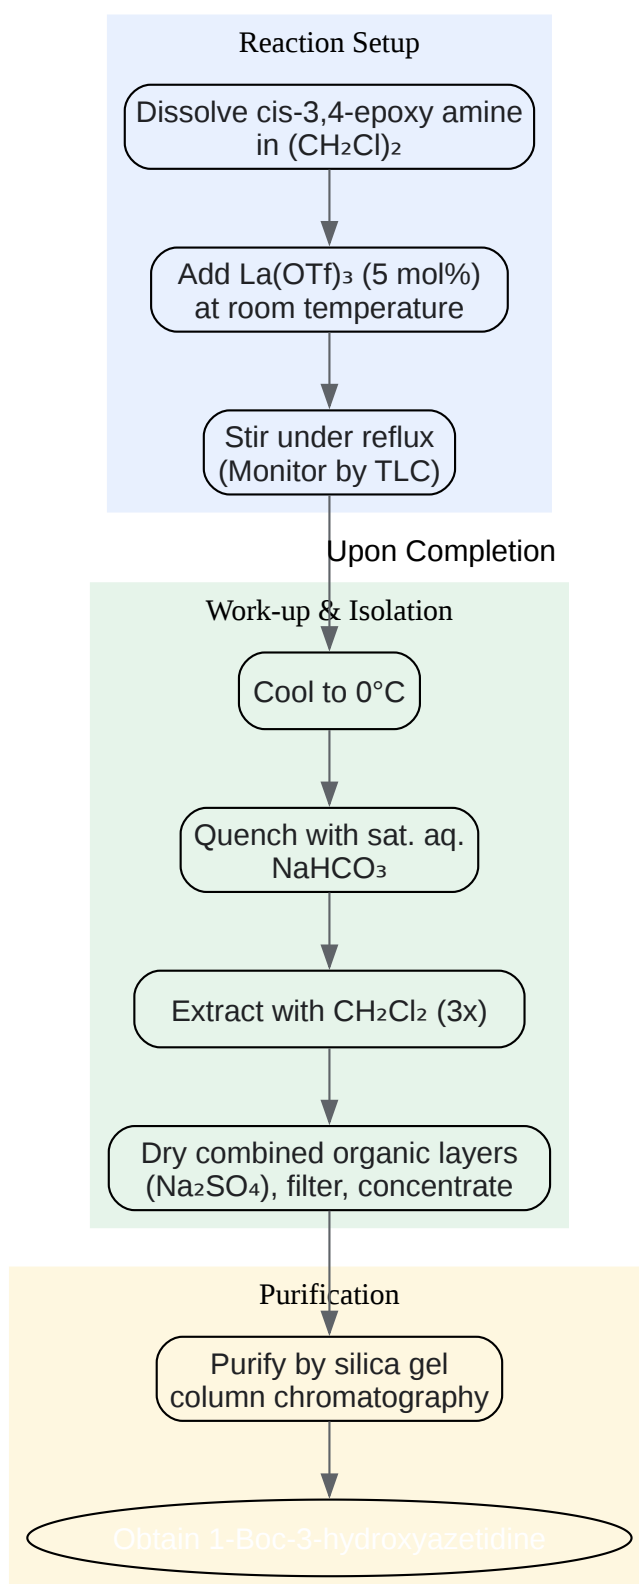 Reaction Setup
Dissolve cis-3,4-epoxy amine
in (CH₂Cl)₂
Add La(OTf)₃ (5 mol%)
at room temperature
Stir under reflux
(Monitor by TLC)
Upon Completion
Work-up & Isolation
Cool to 0°C
Quench with sat. aq.
NaHCO₃
Extract with CH₂Cl₂ (3x)
Dry combined organic layers
(Na₂SO₄), filter, concentrate
Purification
Purify by silica gel
column chromatography
Obtain 1-Boc-3-hydroxyazetidine